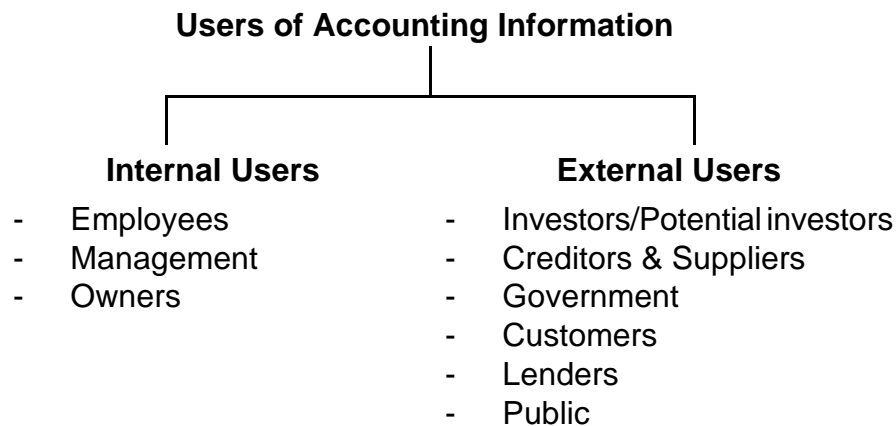 Users of Accounting Information
Internal Users
- Employees
- Management
- Owners
External Users
- Investors/Potential investors
- Creditors & Suppliers
- Government
- Customers
- Lenders
- Public